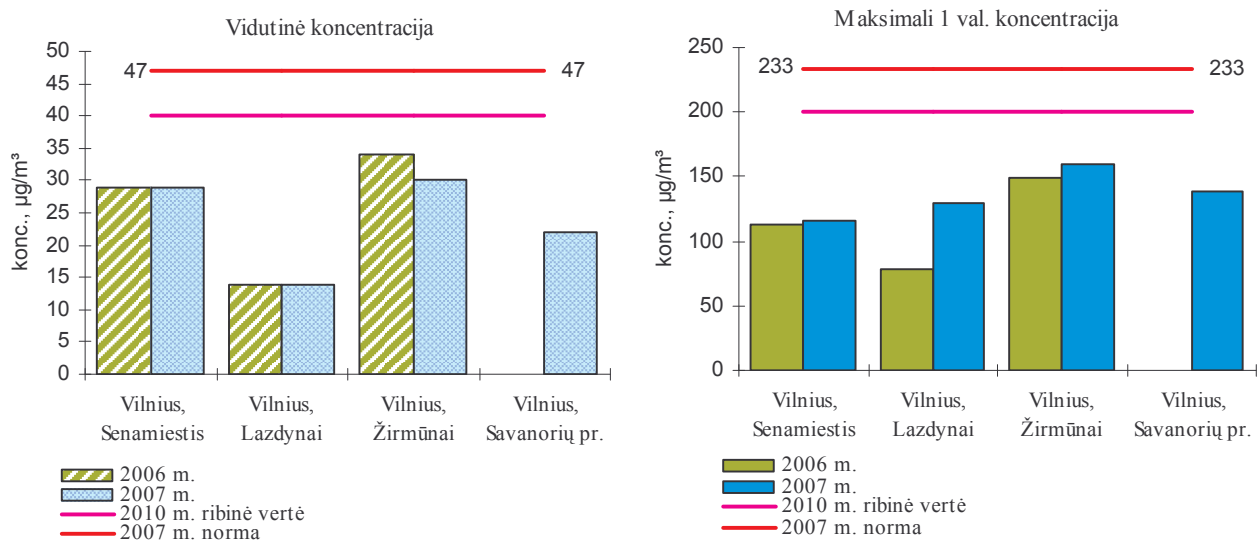 Vidutinė koncentracija
50
45
40
35
30
25
20
15
10
5
0
konc., µg/m³
47
47
Vilnius,
Senamiestis
Vilnius,
Lazdynai
Vilnius,
Žirmūnai
Vilnius,
Savanorių pr.
2006 m.
2007 m.
2010 m. ribinė vertė
2007 m. norma
Maksimali 1 val. koncentracija
250
200
150
100
50
0
konc., µg/m³
233
233
Vilnius,
Senamiestis
Vilnius,
Lazdynai
Vilnius,
Žirmūnai
Vilnius,
Savanorių pr.
2006 m.
2007 m.
2010 m. ribinė vertė
2007 m. norma